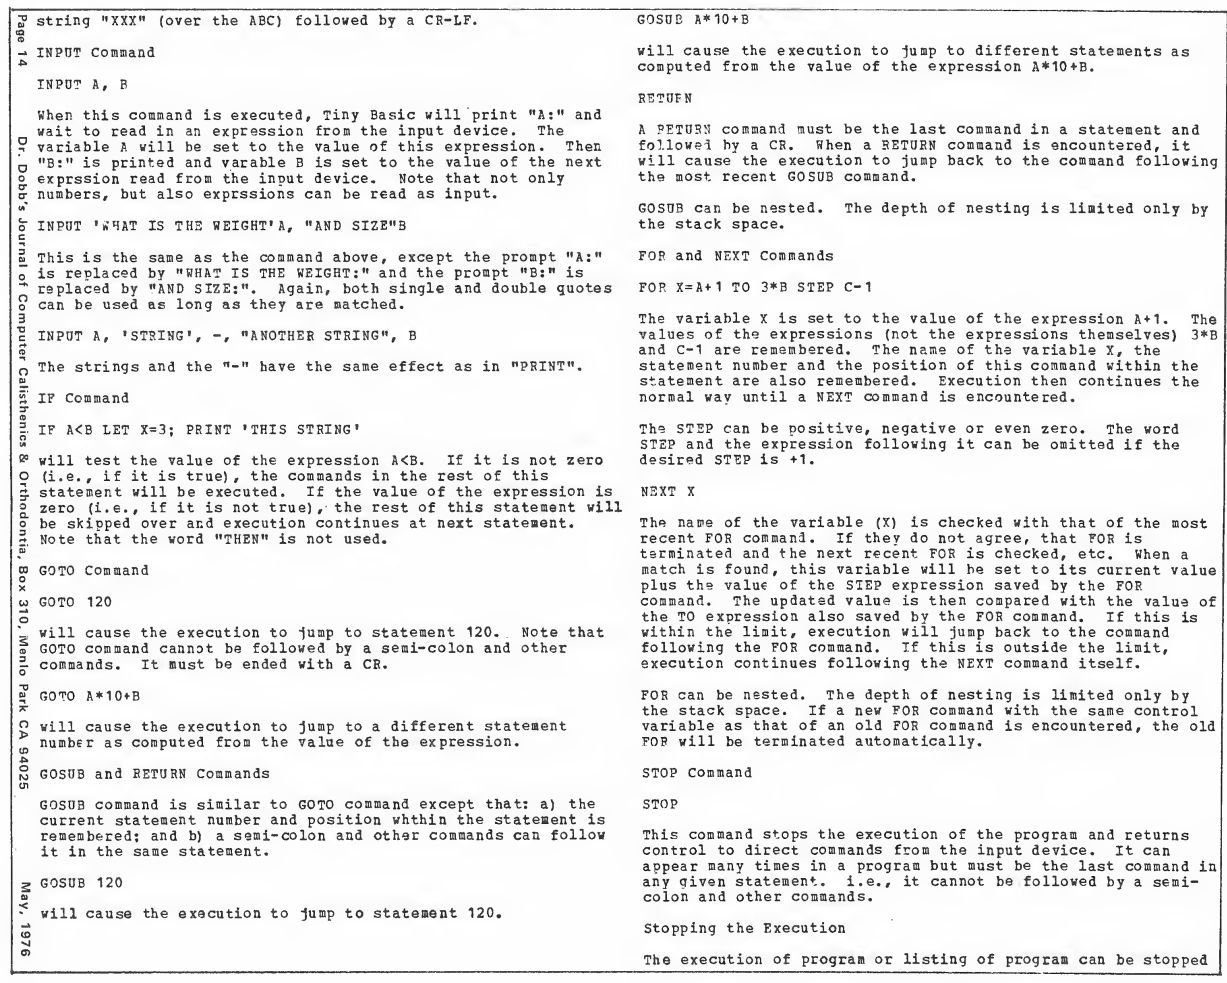 string "XXX" (over the ABC) followed by a CR-LF.
INPUT Command
INPUT A, B
When this command is executed, Tiny Basic will print "A:" and
wait to read in an expression from the input device.  The
variable A will be set to the value of this expression.  Then
"B:" is printed and varable B is set to the value of the next
exprssion read from the input device.  Note that not only
numbers, but also exprssions can be read as input.
INPUT 'WHAT IS THE WEIGHT'A, "AND SIZE"B
This is the same as the command above, except the prompt "A:"
is replaced by "WHAT IS THE WEIGHT:" and the prompt "B:" is
replaced by "AND SIZE:".  Again, both single and double quotes
can be used as long as they are matched.
INPUT A, 'STRING', -, "ANOTHER STRING", B
The strings and the "-" have the same effect as in "PRINT".
IF Command
IF A<B LET X=3; PRINT 'THIS STRING'
will test the value of the expression A<B.  If it is not zero
(i.e., if it is true), the commands in the rest of this
statement will be executed.  If the value of the expression is
zero (i.e., if it is not true), the rest of this statement will
be skipped over and execution continues at next statement.
Note that the word "THEN" is not used.
GOTO Command
GOTO 120
will cause the execution to jump to statement 120.  Note that
GOTO command cannot be followed by a semi-colon and other
commands.  It must be ended with a CR.
GOTO A*10+B
will cause the execution to jump to a different statement
number as computed from the value of the expression.
GOSUB and RETURN Commands
GOSUB command is similar to GOTO command except that: a) the
current statement number and position whthin the statement is
remembered; and b) a semi-colon and other commands can follow
it in the same statement.
GOSUB 120
will cause the execution to jump to statement 120.
GOSUB A*10+B
will cause the execution to jump to different statements as
computed from the value of the expression A*10+B.
RETURN
A RETURN command must be the last command in a statement and
followed by a CR.  When a RETURN command is encountered, it
will cause the execution to jump back to the command following
the most recent GOSUB command.
GOSUB can be nested.  The depth of nesting is limited only by
the stack space.
FOR and NEXT Commands
FOR X=A+1 TO 3*B STEP C-1
The variable X is set to the value of the expression A+1.  The
values of the expressions (not the expressions themselves) 3*B
and C-1 are remembered.  The name of the variable X, the
statement number and the position of this command within the
statement are also remembered.  Execution then continues the
normal way until a NEXT command is encountered.
The STEP can be positive, negative or even zero.  The word
STEP and the expression following it can be omitted if the
desired STEP is +1.
NEXT X
The name of the variable (X) is checked with that of the most
recent FOR command.  If they do not agree, that FOR is
terminated and the next recent FOR is checked, etc.  When a
match is found, this variable will be set to its current value
plus the value of the STEP expression saved by the FOR
command.  The updated value is then compared with the value of
the TO expression also saved by the FOR command.  If this is
within the limit, execution will jump back to the command
following the FOR command.  If this is outside the limit,
execution continues following the NEXT command itself.
FOR can be nested.  The depth of nesting is limited only by
the stack space.  If a new FOR command with the same control
variable as that of an old FOR command is encountered, the old
FOR will be terminated automatically.
STOP Command
STOP
This command stops the execution of the program and returns
control to direct commands from the input device.  It can
appear many times in a program but must be the last command in
any given statement.  i.e., it cannot be followed by a semi-
colon and other commands.
Stopping the Execution
The execution of program or listing of program can be stopped
Page 14 Dr. Dobb's Journal of Computer Calisthenics & Orthodontia, Box 310, Menlo Park CA 94025 May, 1976